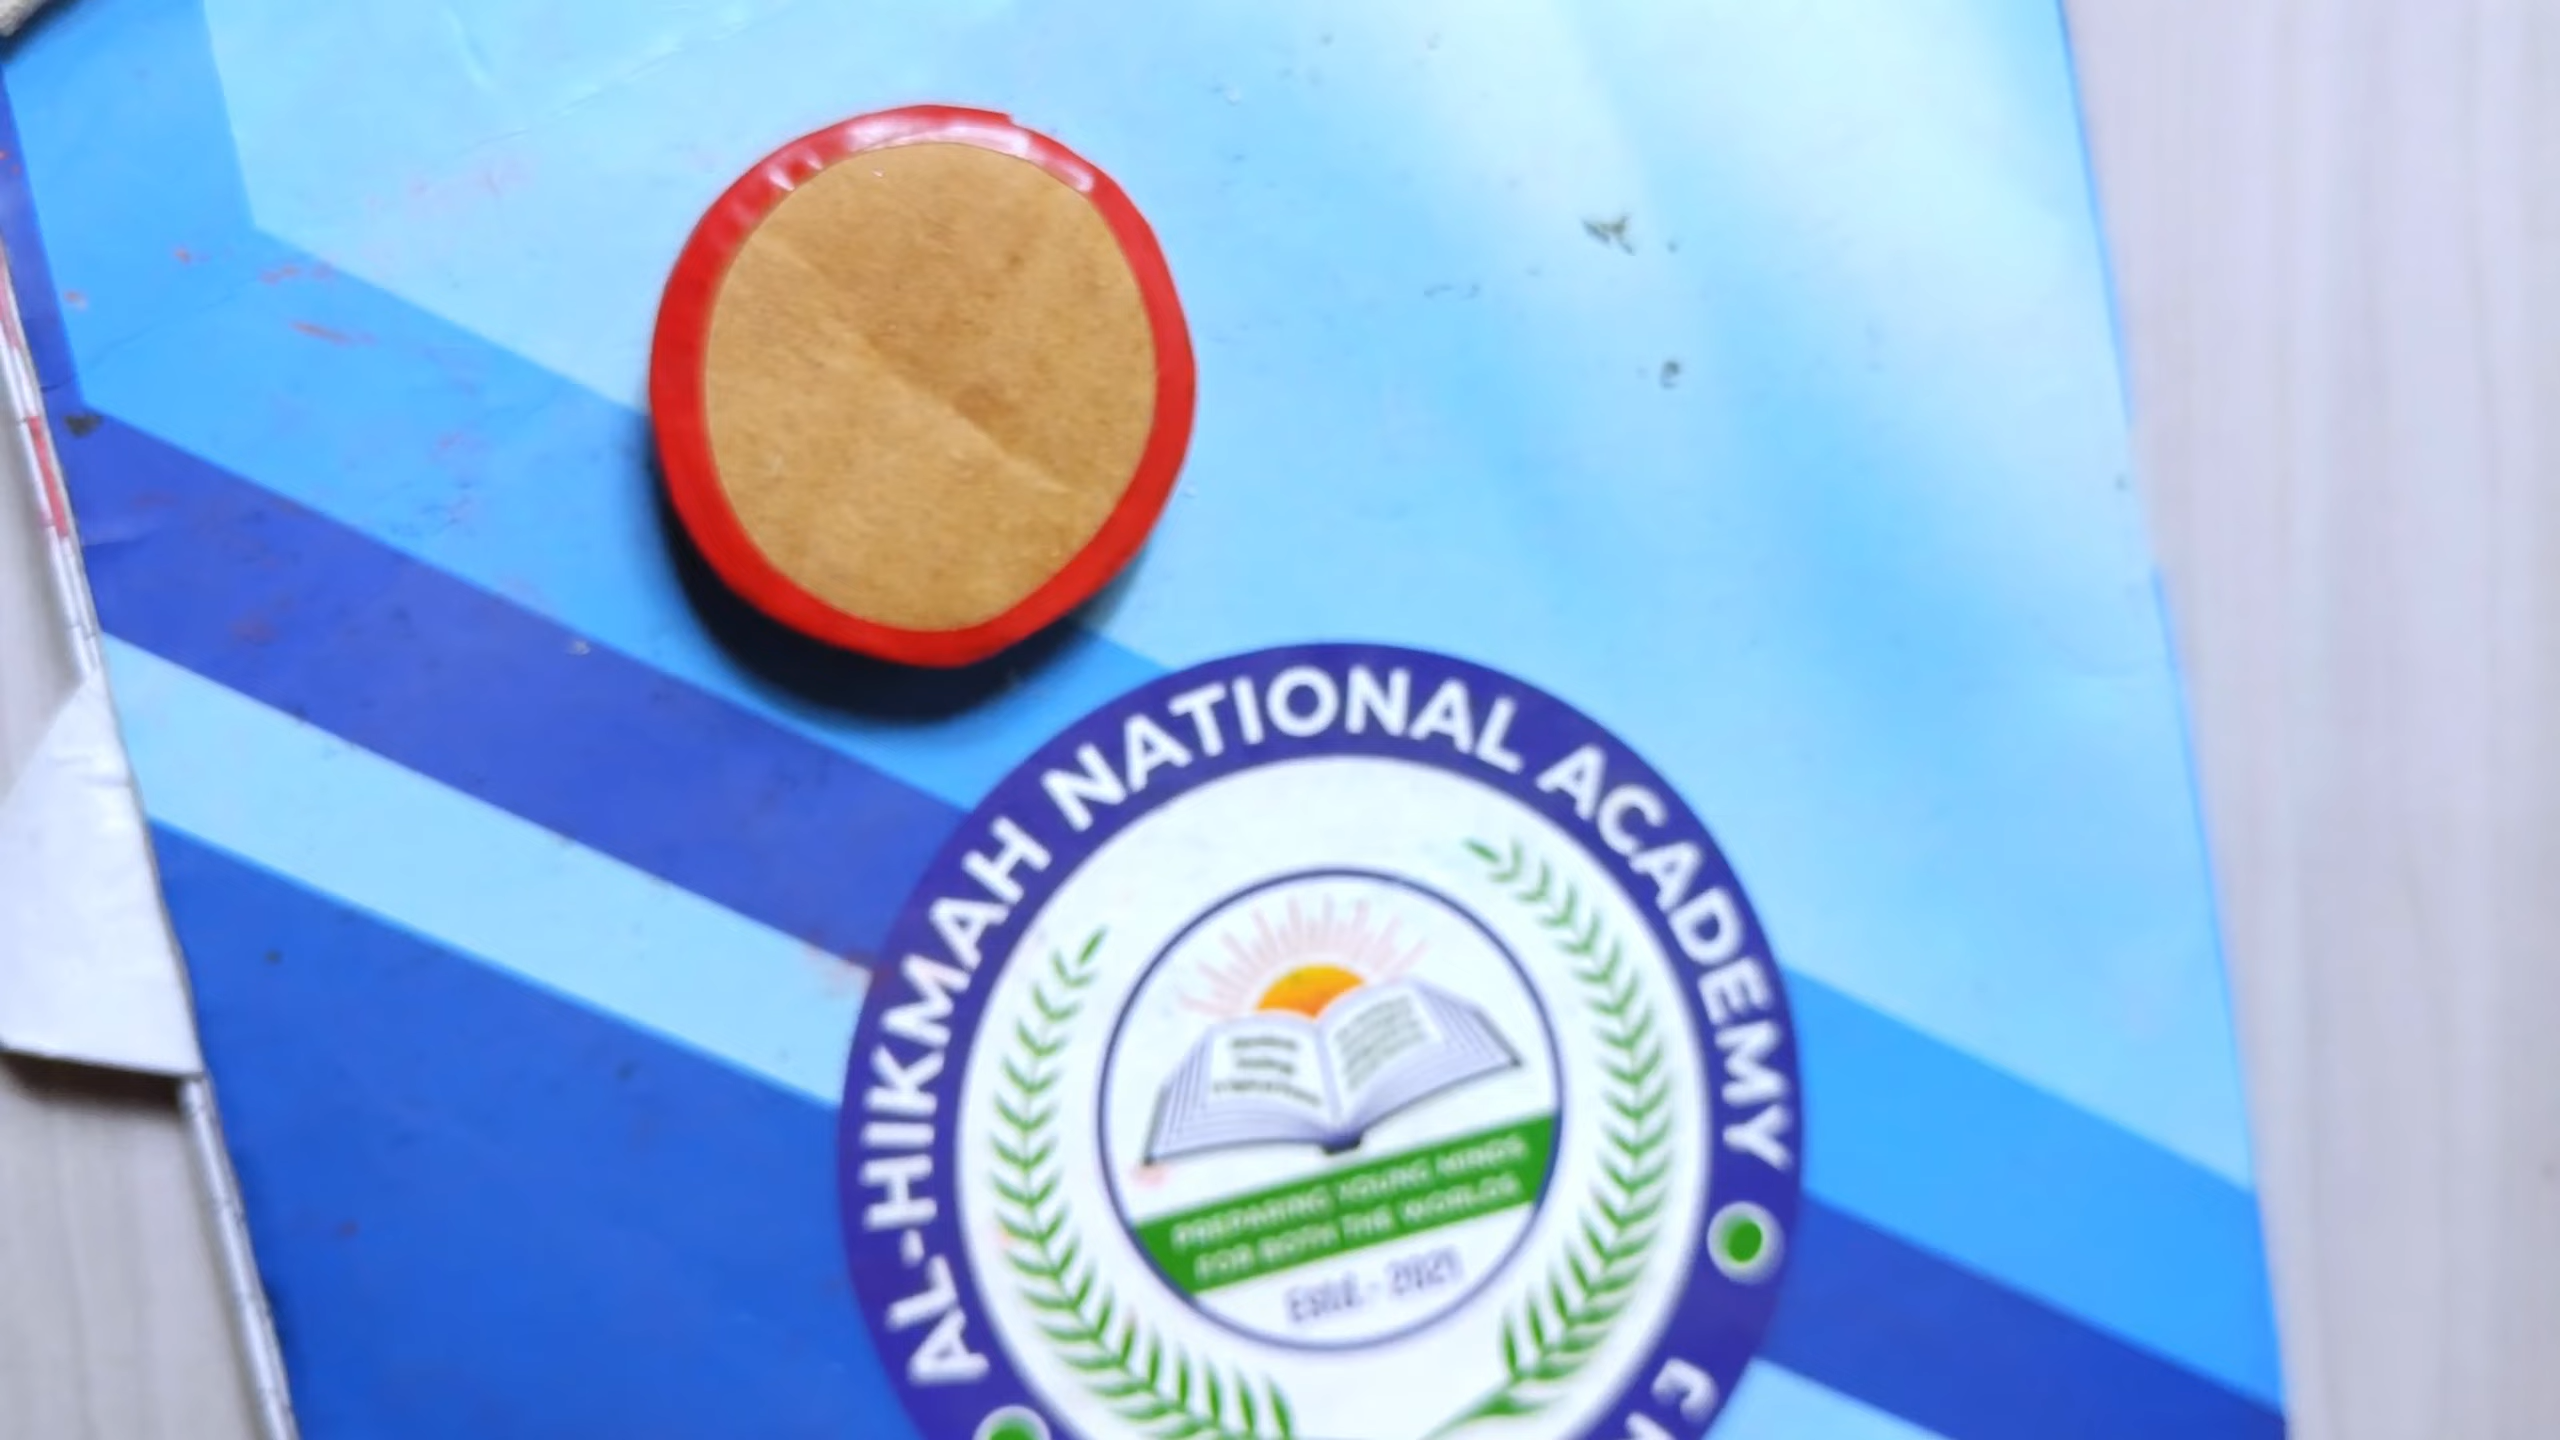 AL-HIKMAH NATIONAL ACADEMY
PREPARING YOUNG MINDS
FOR BOTH THE WORLDS
Estd. - 2021